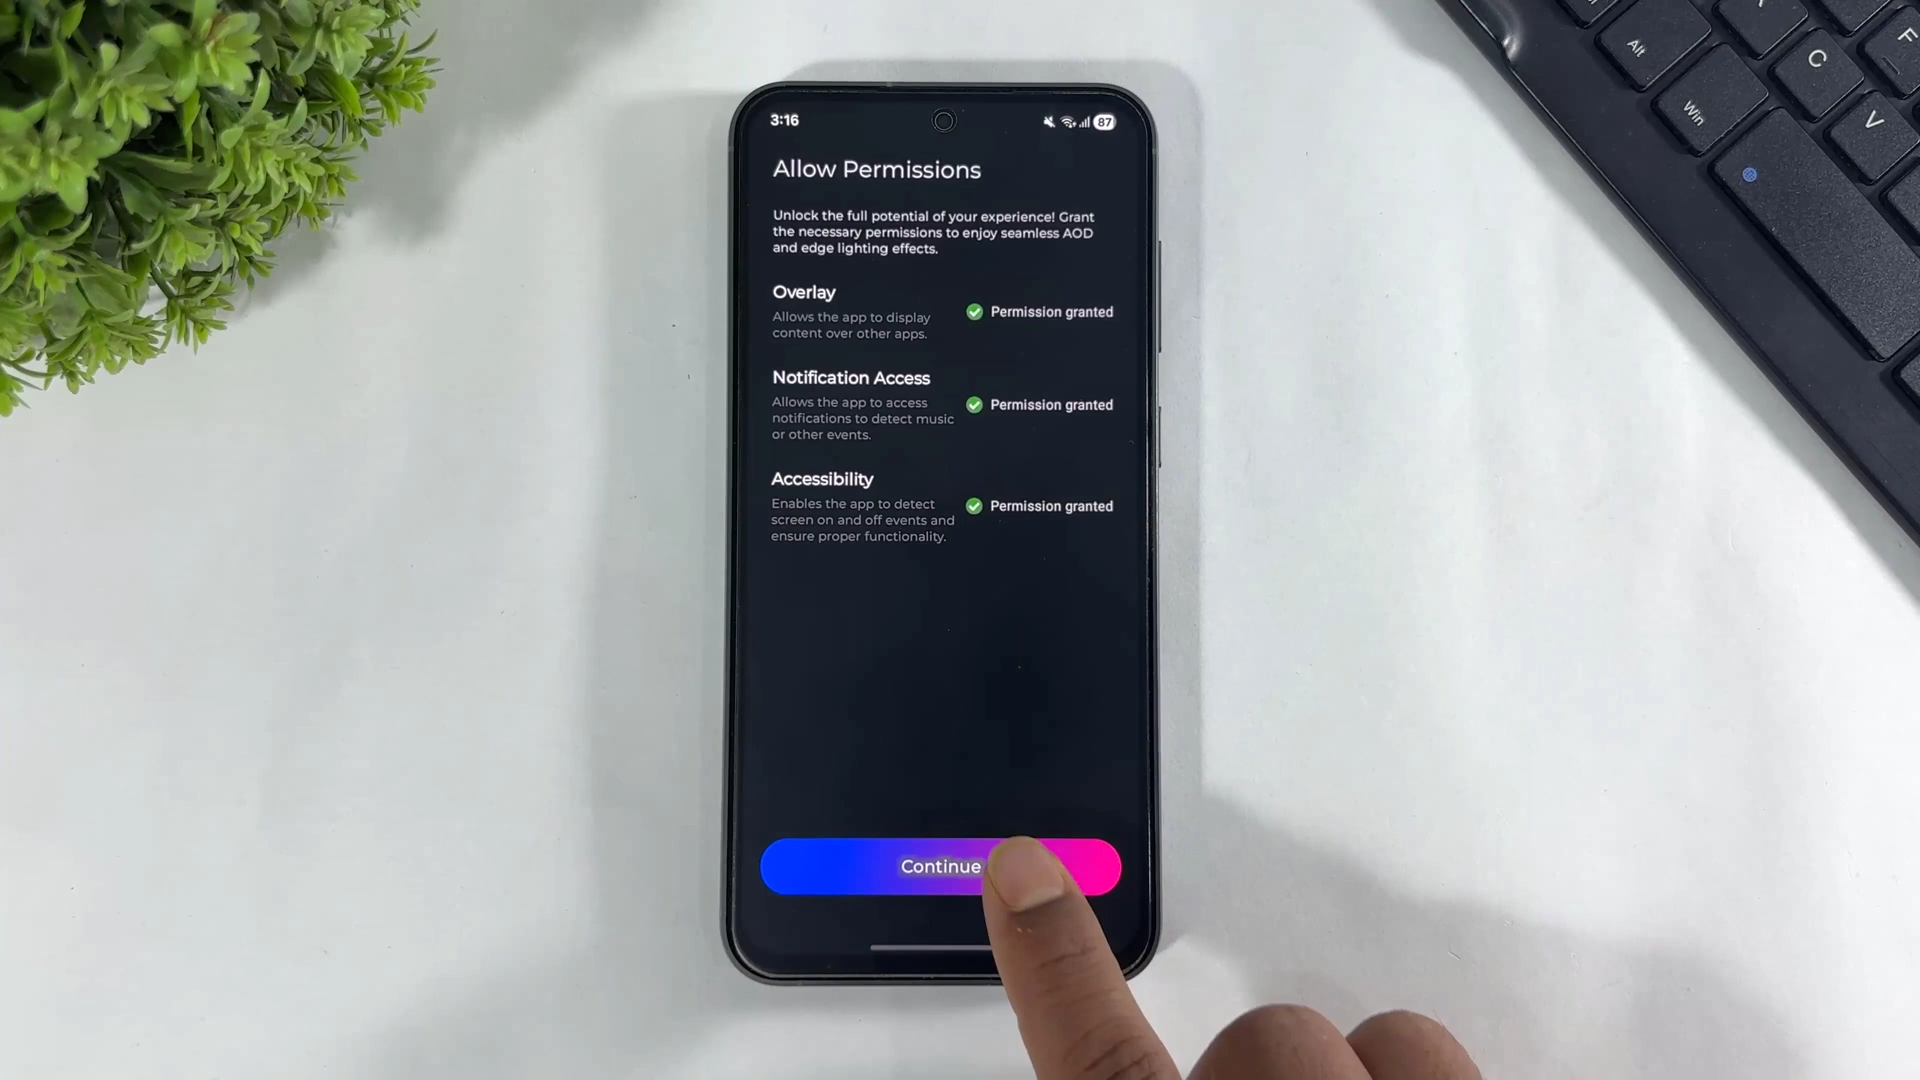 3:16
87
Allow Permissions
Unlock the full potential of your experience! Grant
the necessary permissions to enjoy seamless AOD
and edge lighting effects.
Overlay
Allows the app to display
content over other apps.
Permission granted
Notification Access
Allows the app to access
notifications to detect music
or other events.
Permission granted
Accessibility
Enables the app to detect
screen on and off events and
ensure proper functionality.
Permission granted
Continue
Alt
Win
C
V
F